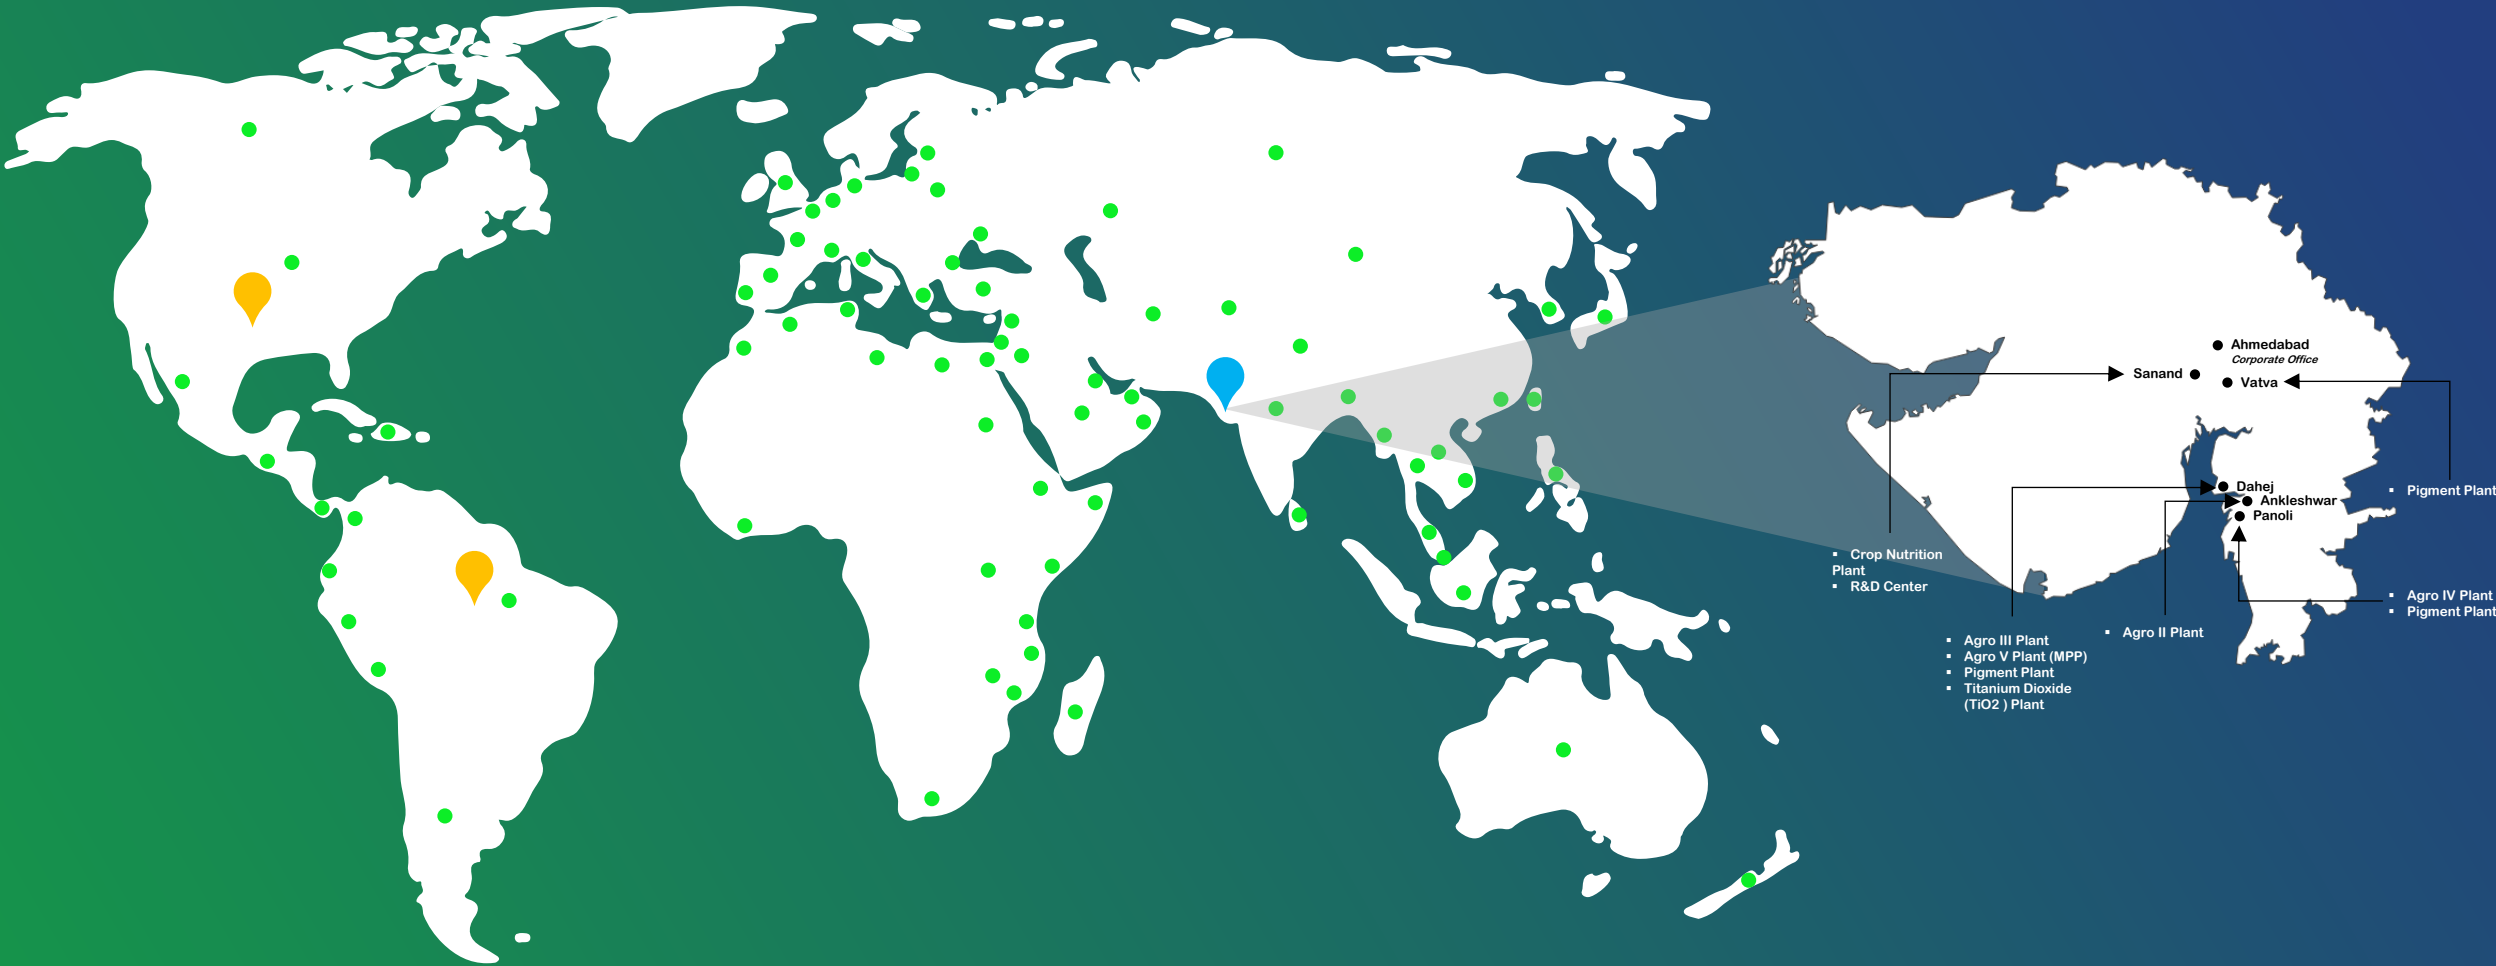 Ahmedabad
Corporate Office
Sanand
Vatva
Dahej
Ankleshwar
Panoli
▪ Pigment Plant
▪ Crop Nutrition
Plant
▪ R&D Center
▪ Agro IV Plant
▪ Pigment Plant
▪ Agro II Plant
▪ Agro III Plant
▪ Agro V Plant (MPP)
▪ Pigment Plant
▪ Titanium Dioxide
(TiO2 ) Plant